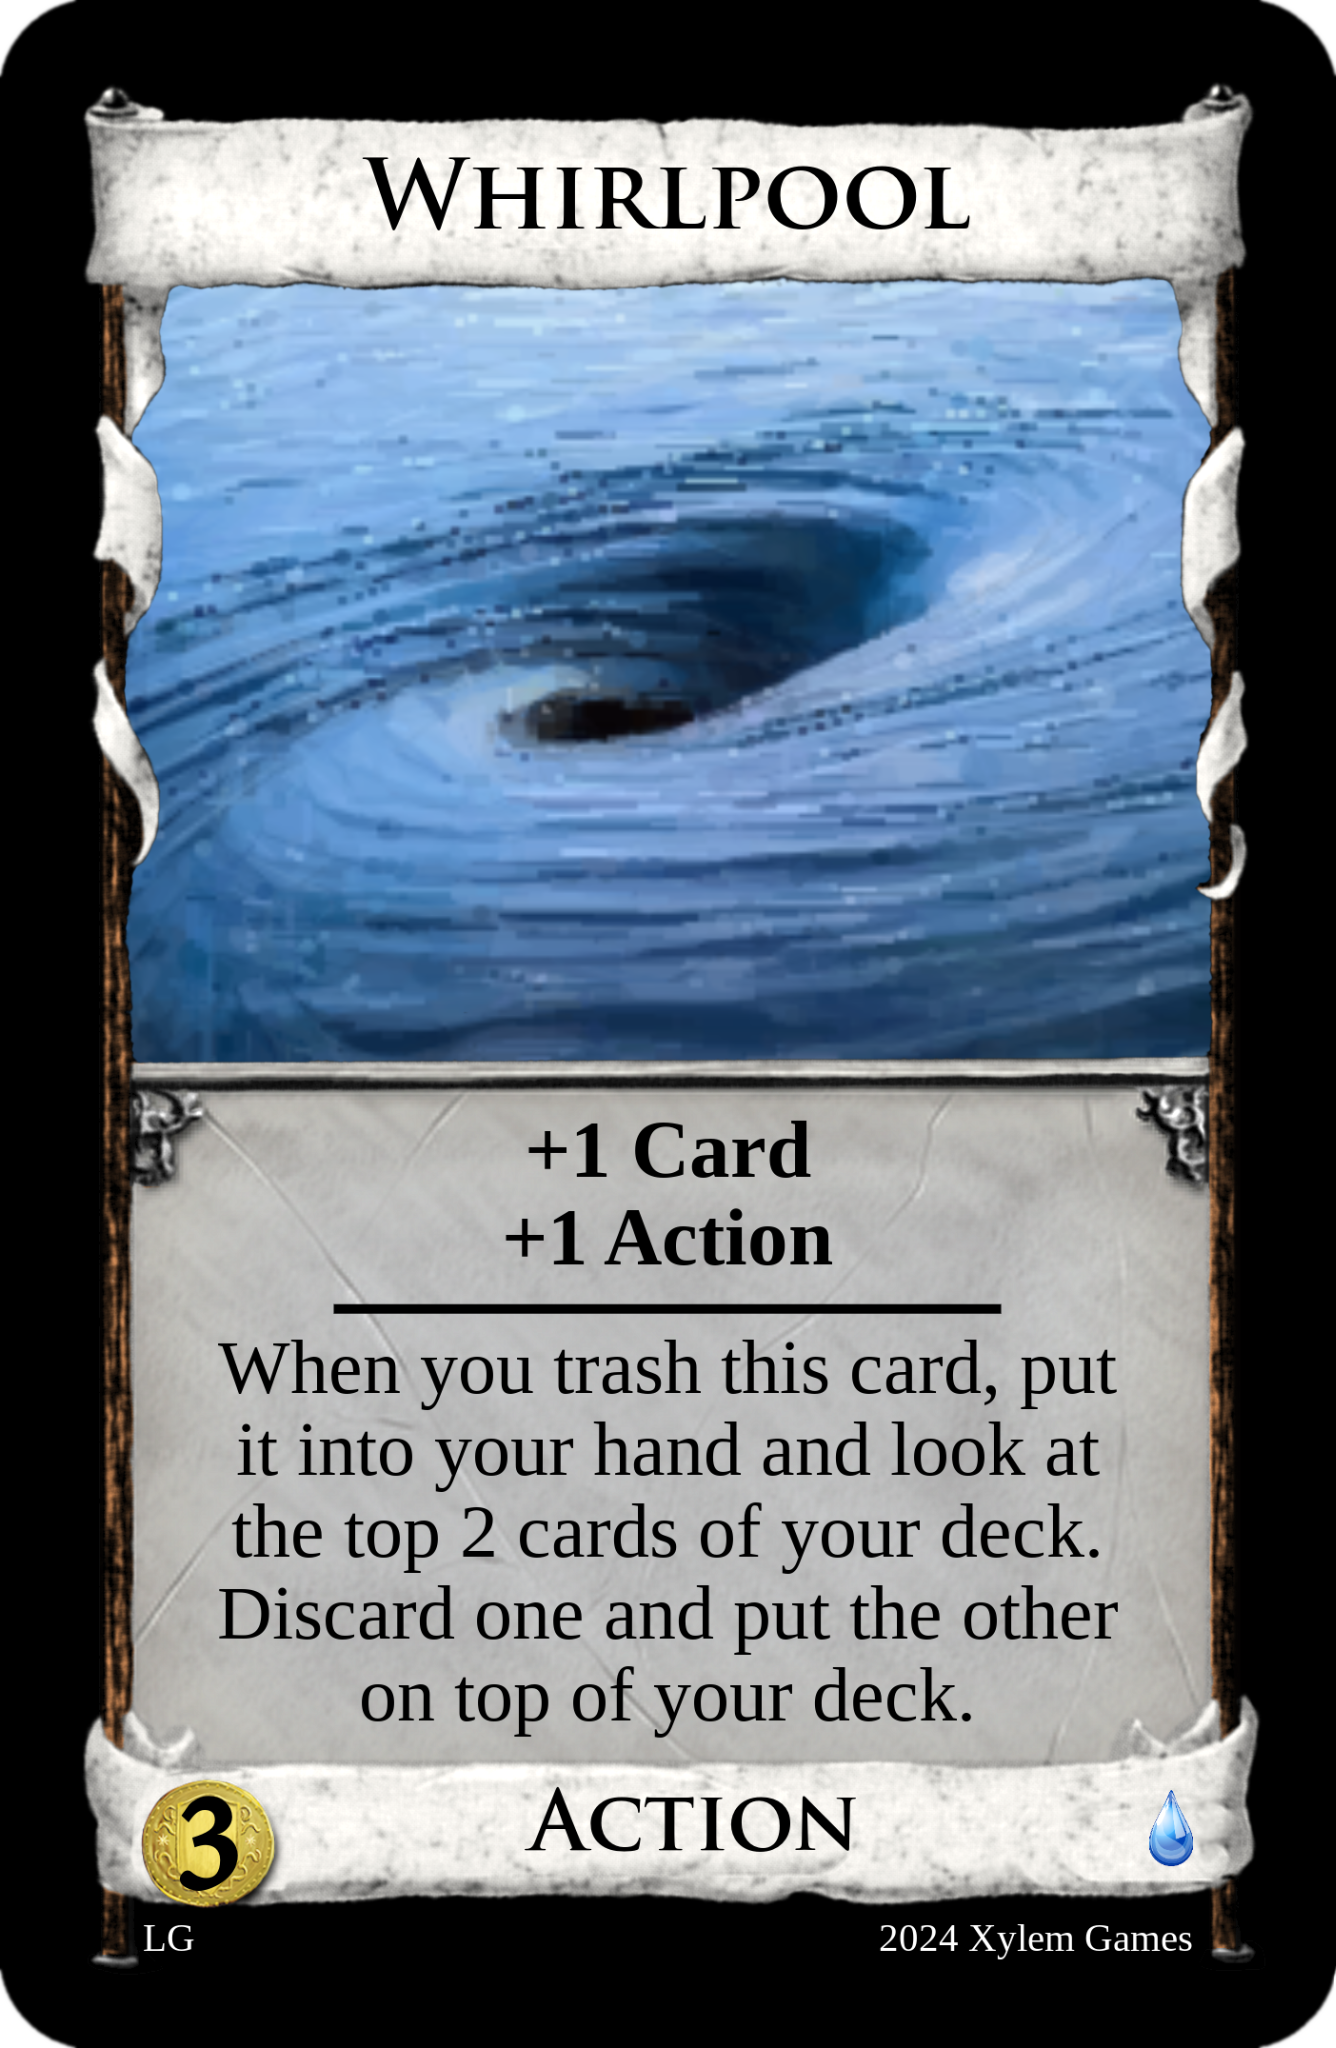 WHIRLPOOL
+1 Card
+1 Action
When you trash this card, put
it into your hand and look at
the top 2 cards of your deck.
Discard one and put the other
on top of your deck.
3 ACTION
LG 2024 Xylem Games